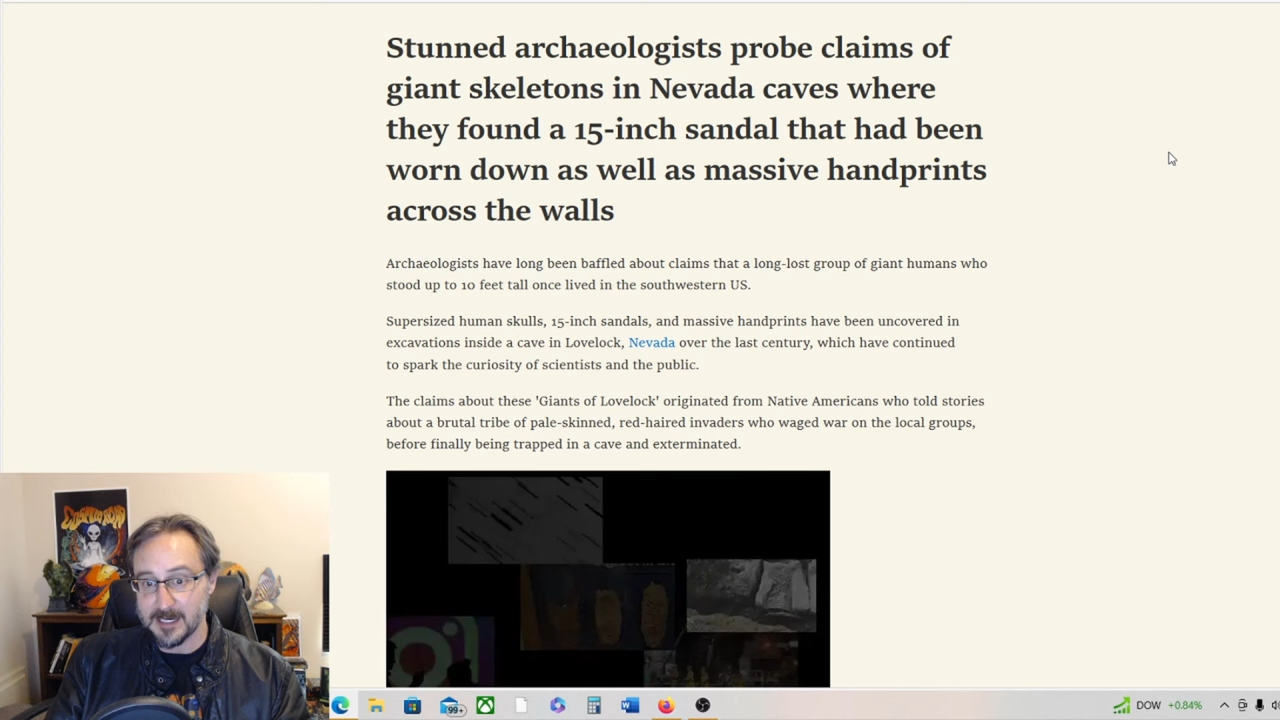 Stunned archaeologists probe claims of
giant skeletons in Nevada caves where
they found a 15-inch sandal that had been
worn down as well as massive handprints
across the walls
Archaeologists have long been baffled about claims that a long-lost group of giant humans who
stood up to 10 feet tall once lived in the southwestern US.
Supersized human skulls, 15-inch sandals, and massive handprints have been uncovered in
excavations inside a cave in Lovelock, Nevada over the last century, which have continued
to spark the curiosity of scientists and the public.
The claims about these 'Giants of Lovelock' originated from Native Americans who told stories
about a brutal tribe of pale-skinned, red-haired invaders who waged war on the local groups,
before finally being trapped in a cave and exterminated.
99+
DOW +0.84%